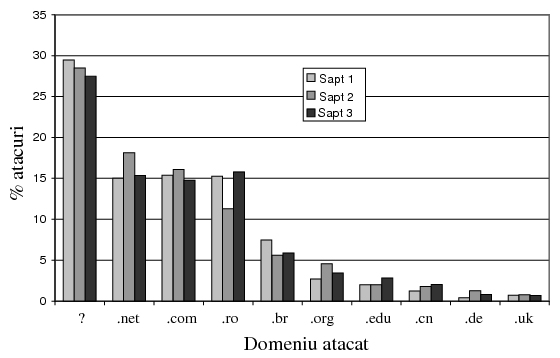 35
30
25
20
15
10
5
0
% atacuri
Sapt 1
Sapt 2
Sapt 3
? .net .com .ro .br .org .edu .cn .de .uk
Domeniu atacat